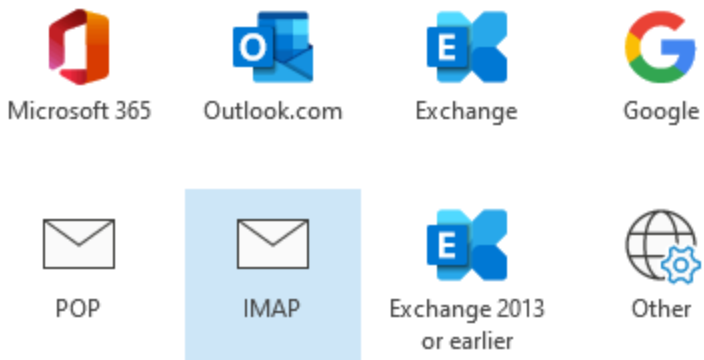 Microsoft 365
Outlook.com
Exchange
Google
POP
IMAP
Exchange 2013
or earlier
Other